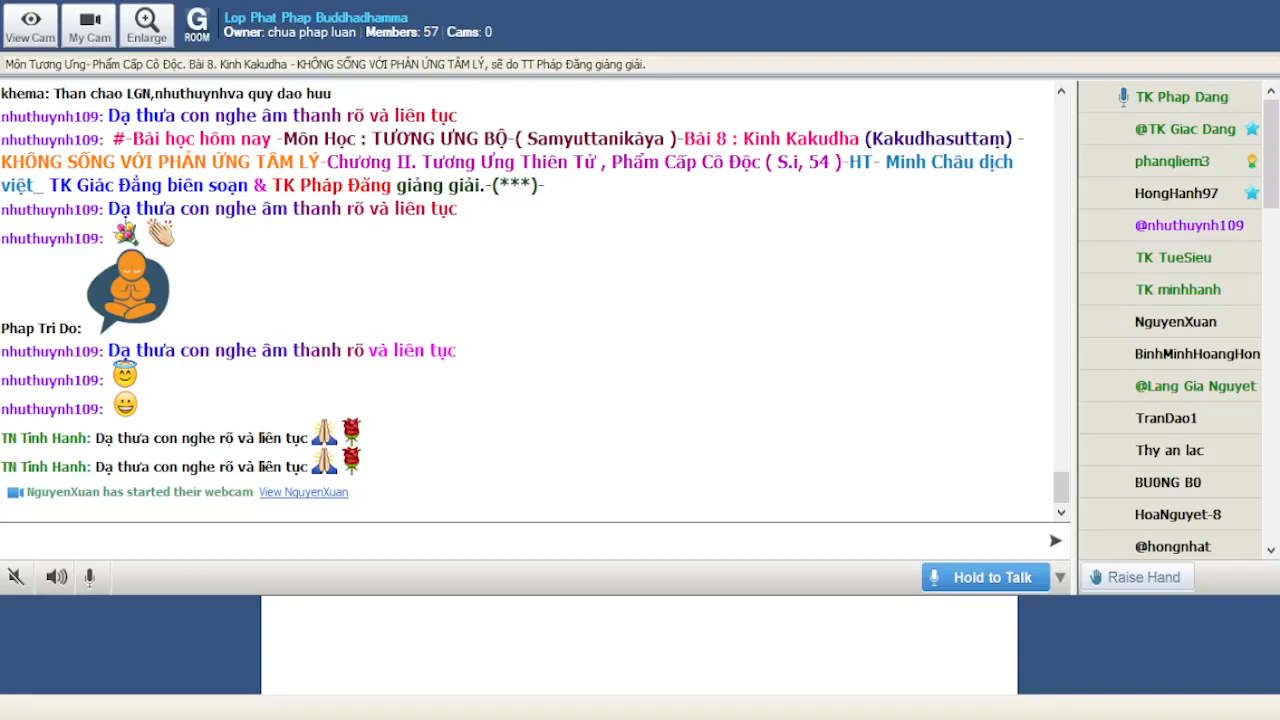 View Cam
My Cam
Enlarge
G
ROOM
Lop Phat Phap Buddhadhamma
Owner: chua phap luan | Members: 57 | Cams: 0
Môn Tương Ưng- Phẩm Cấp Cô Độc. Bài 8. Kinh Kakudha - KHÔNG SỐNG VỚI PHẢN ỨNG TÂM LÝ, sẽ do TT Pháp Đăng giảng giải.
khema: Than chao LGN,nhuthuynhva quy dao huu
nhuthuynh109: Dạ thưa con nghe âm thanh rõ và liên tục
nhuthuynh109: #-Bài học hôm nay -Môn Học : TƯƠNG ƯNG BỘ-( Samyuttanikàya )-Bài 8 : Kinh Kakudha (Kakudhasuttaṃ) -
KHÔNG SỐNG VỚI PHẢN ỨNG TÂM LÝ-Chương II. Tương Ưng Thiên Tử , Phẩm Cấp Cô Độc ( S.i, 54 )-HT- Minh Châu dịch
việt_ TK Giác Đẳng biên soạn & TK Pháp Đăng giảng giải.-(***)-
nhuthuynh109: Dạ thưa con nghe âm thanh rõ và liên tục
nhuthuynh109:
Phap Tri Do:
nhuthuynh109: Dạ thưa con nghe âm thanh rõ và liên tục
nhuthuynh109:
nhuthuynh109:
TN Tinh Hanh: Dạ thưa con nghe rõ và liên tục
TN Tinh Hanh: Dạ thưa con nghe rõ và liên tục
NguyenXuan has started their webcam View NguyenXuan
Hold to Talk
TK Phap Dang
@TK Giac Dang
phanqliem3
HongHanh97
@nhuthuynh109
TK TueSieu
TK minhhanh
NguyenXuan
BinhMinhHoangHon
@Lang Gia Nguyet
TranDao1
Thy an lac
BU0NG B0
HoaNguyet-8
@hongnhat
Raise Hand